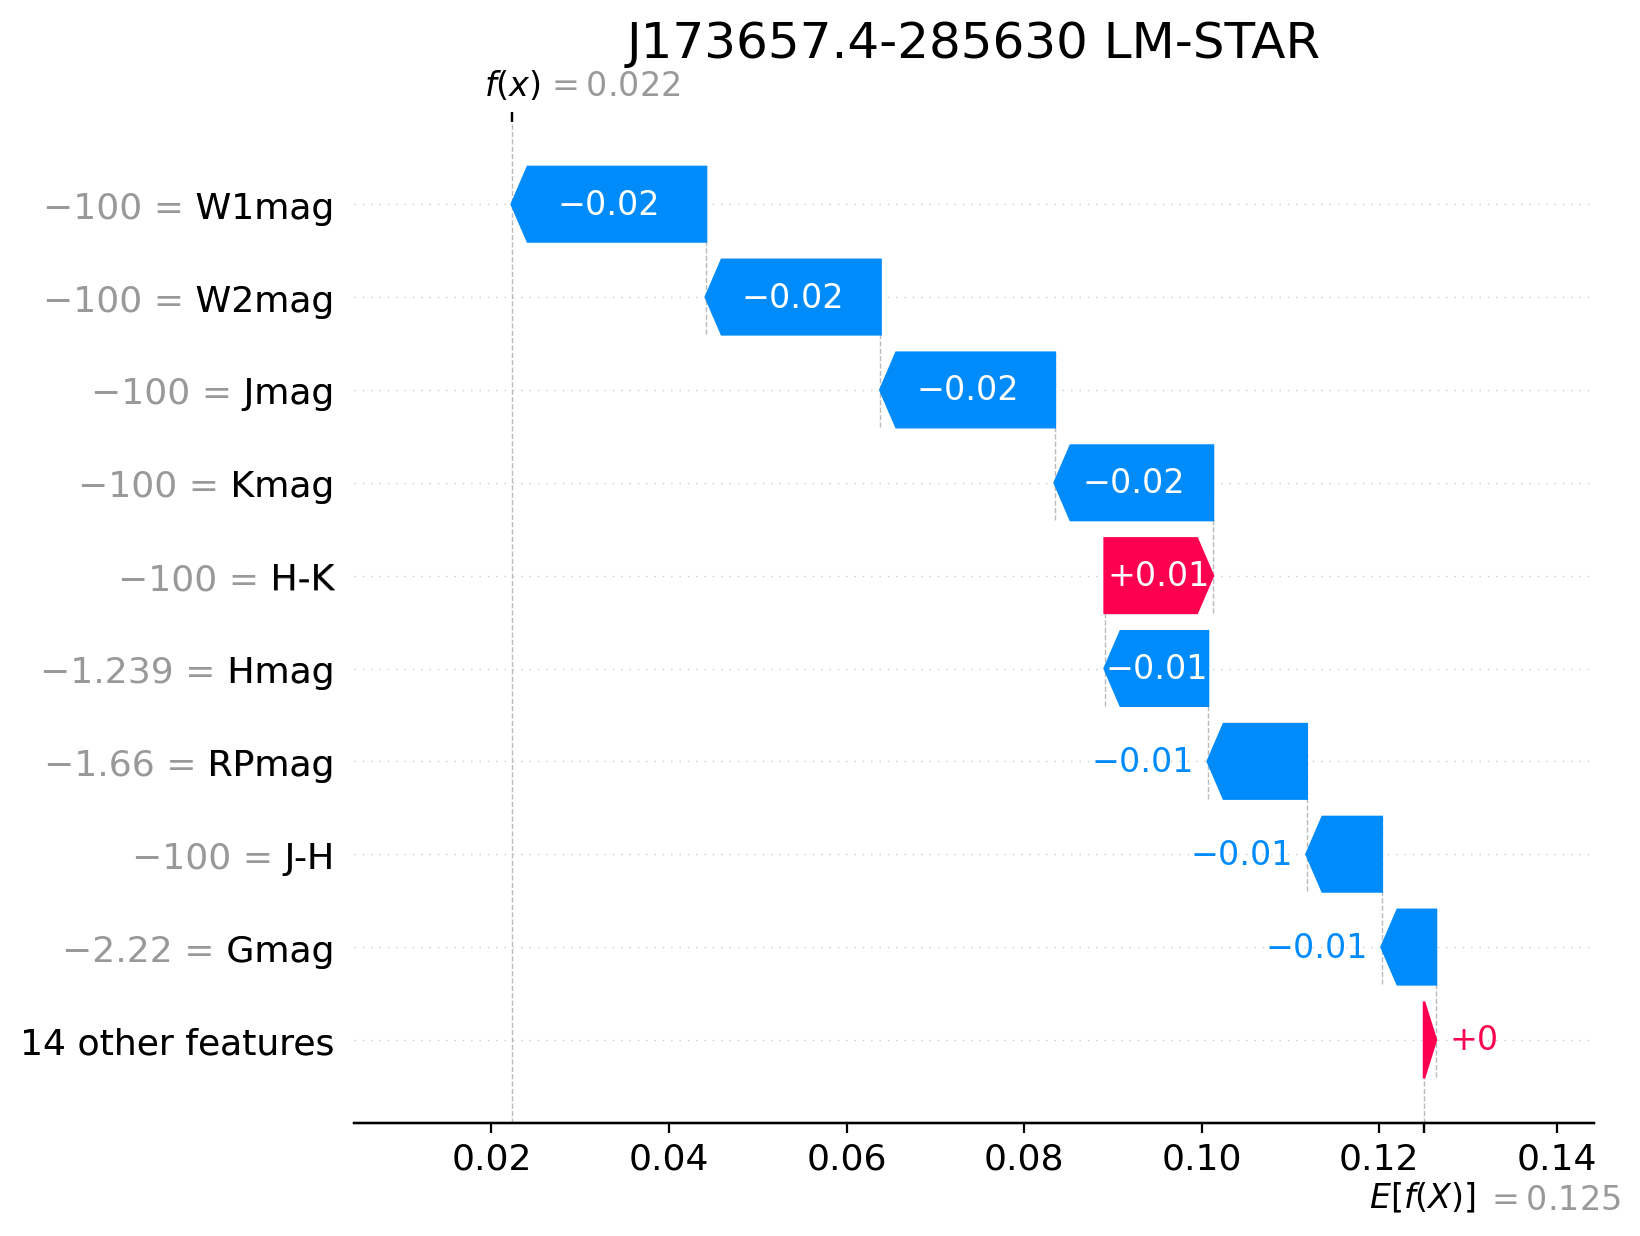 J173657.4-285630 LM-STAR
f(x) = 0.022
−100 = W1mag
−0.02
−100 = W2mag
−0.02
−100 = Jmag
−0.02
−100 = Kmag
−0.02
−100 = H-K
+0.01
−1.239 = Hmag
−0.01
−1.66 = RPmag
−0.01
−100 = J-H
−0.01
−2.22 = Gmag
−0.01
14 other features
+0
0.02 0.04 0.06 0.08 0.10 0.12 0.14
E[f(X)] = 0.125